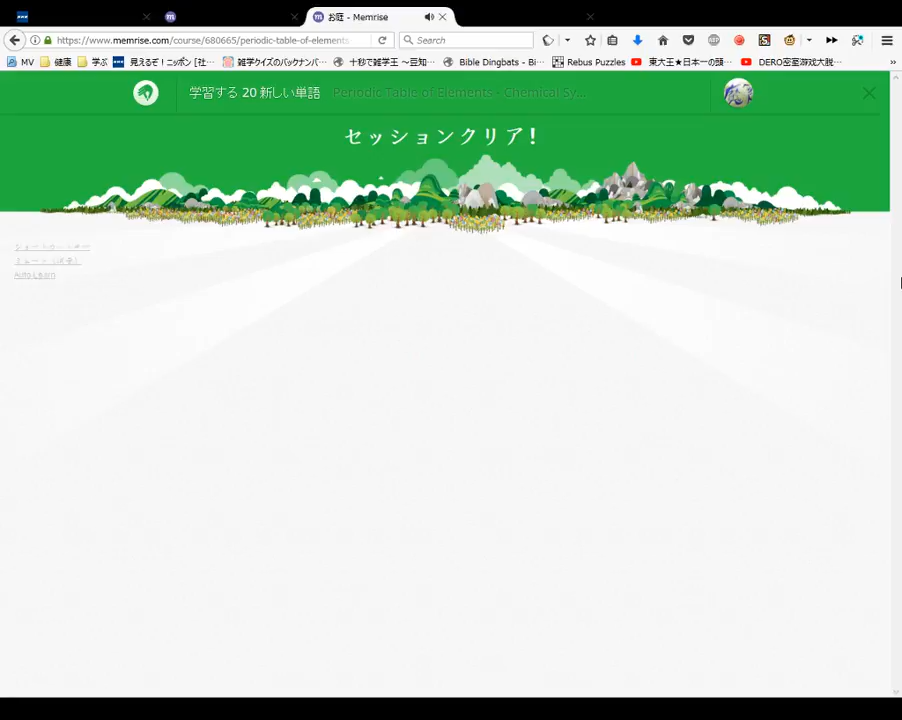 お庭 - Memrise
https://www.memrise.com/course/680665/periodic-table-of-elements.
Search
MV 健康 学ぶ 見えるぞ！ニッポン [社… 雑学クイズのバックナンバ… 十秒で雑学王 ～豆知… Bible Dingbats - Bi… Rebus Puzzles 東大王★日本一の頭… DERO密室游戏大脱…
学習する 20 新しい単語 Periodic Table of Elements - Chemical Sy...
セッションクリア！
Auto Learn